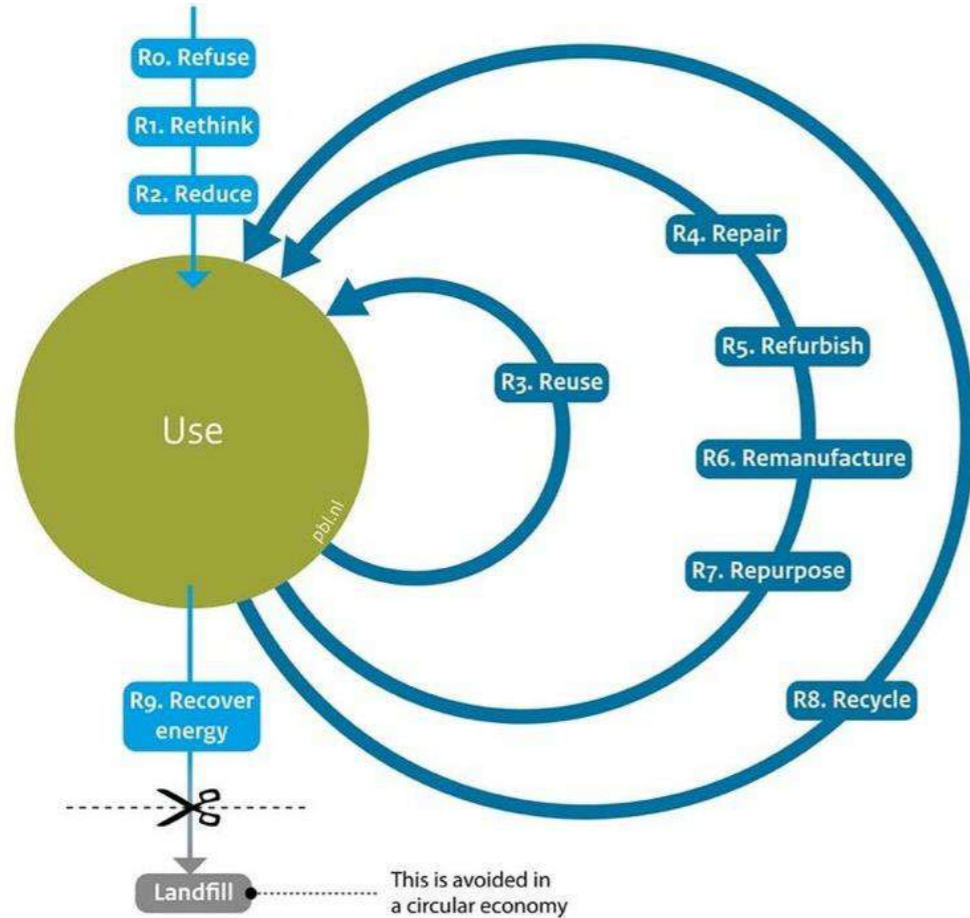 R0. Refuse
R1. Rethink
R2. Reduce
R4. Repair
R5. Refurbish
R3. Reuse
Use
R6. Remanufacture
pbl.nl
R7. Repurpose
R8. Recycle
R9. Recover
energy
Landfill
This is avoided in
a circular economy